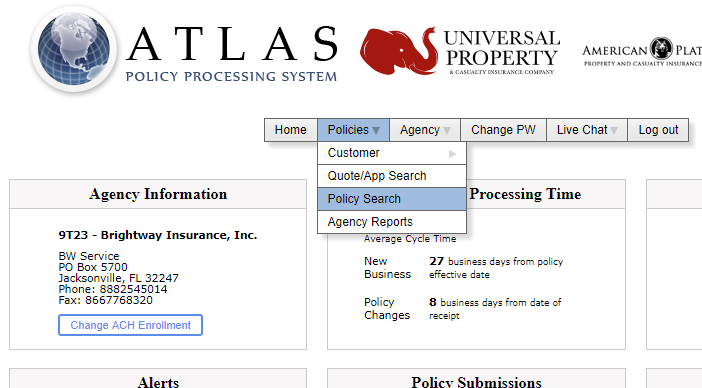 ATLAS
POLICY PROCESSING SYSTEM
UNIVERSAL
PROPERTY
& CASUALTY INSURANCE COMPANY
AMERICAN PLAT
PROPERTY AND CASUALTY INSURANCE
Home Policies Agency Change PW Live Chat Log out
Customer
Quote/App Search
Policy Search
Agency Reports
Agency Information
9T23 - Brightway Insurance, Inc.
BW Service
PO Box 5700
Jacksonville, FL 32247
Phone: 8882545014
Fax: 8667768320
Change ACH Enrollment
Processing Time
Average Cycle Time
New Business
27 business days from policy
effective date
Policy Changes
8 business days from date of
receipt
Alerts
Policy Submissions